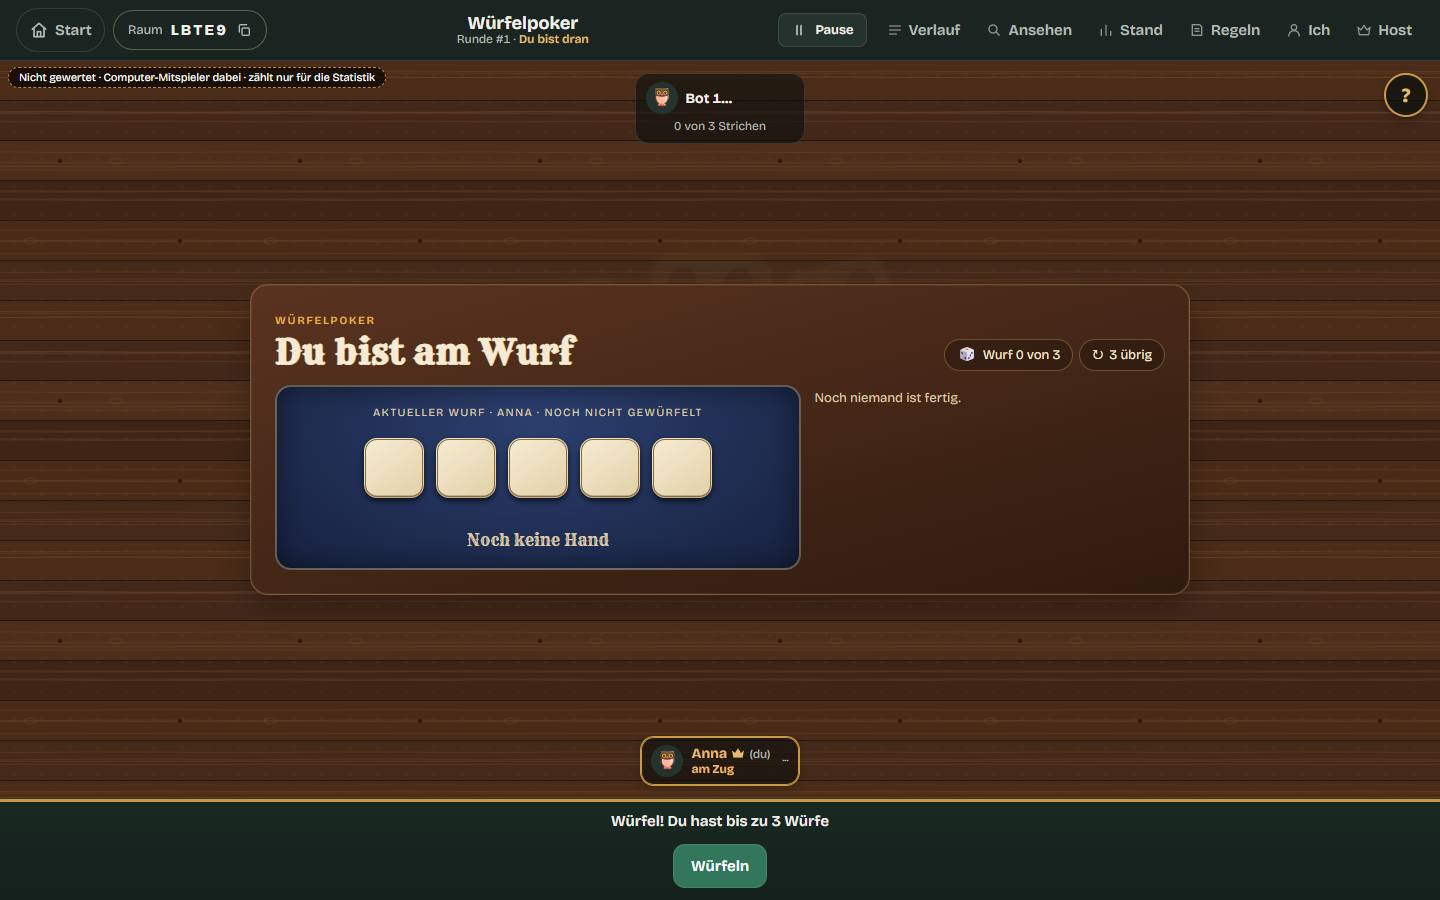 Start
Raum LBTE9
Würfelpoker
Runde #1 · Du bist dran
Pause
Verlauf
Ansehen
Stand
Regeln
Ich
Host
Nicht gewertet · Computer-Mitspieler dabei · zählt nur für die Statistik
Bot 1...
0 von 3 Strichen
?
WÜRFELPOKER
Du bist am Wurf
Wurf 0 von 3
↻ 3 übrig
AKTUELLER WURF · ANNA · NOCH NICHT GEWÜRFELT
Noch niemand ist fertig.
Noch keine Hand
Anna (du)
am Zug
...
Würfel! Du hast bis zu 3 Würfe
Würfeln